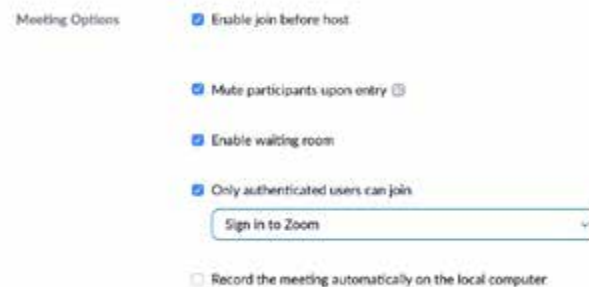 Meeting Options
Enable join before host
Mute participants upon entry
Enable waiting room
Only authenticated users can join
Sign in to Zoom
Record the meeting automatically on the local computer